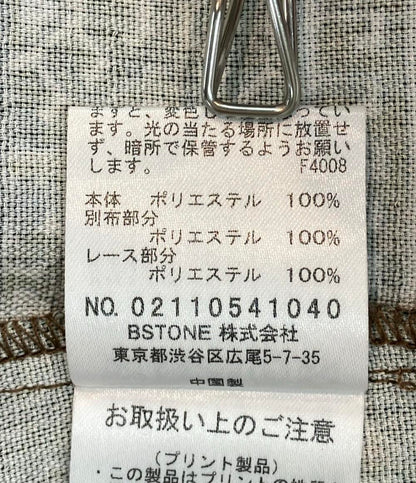 ますと、変色し
ます。光の当たる場所に放置せ
ず、暗所で保管するようお願い
します。 F4008
本体 ポリエステル 100%
別布部分
ポリエステル 100%
レース部分
ポリエステル 100%
NO. 02110541040
BSTONE 株式会社
東京都渋谷区広尾5-7-35
中国製
お取扱い上のご注意
(プリント製品)
・この製品はプリントの性質